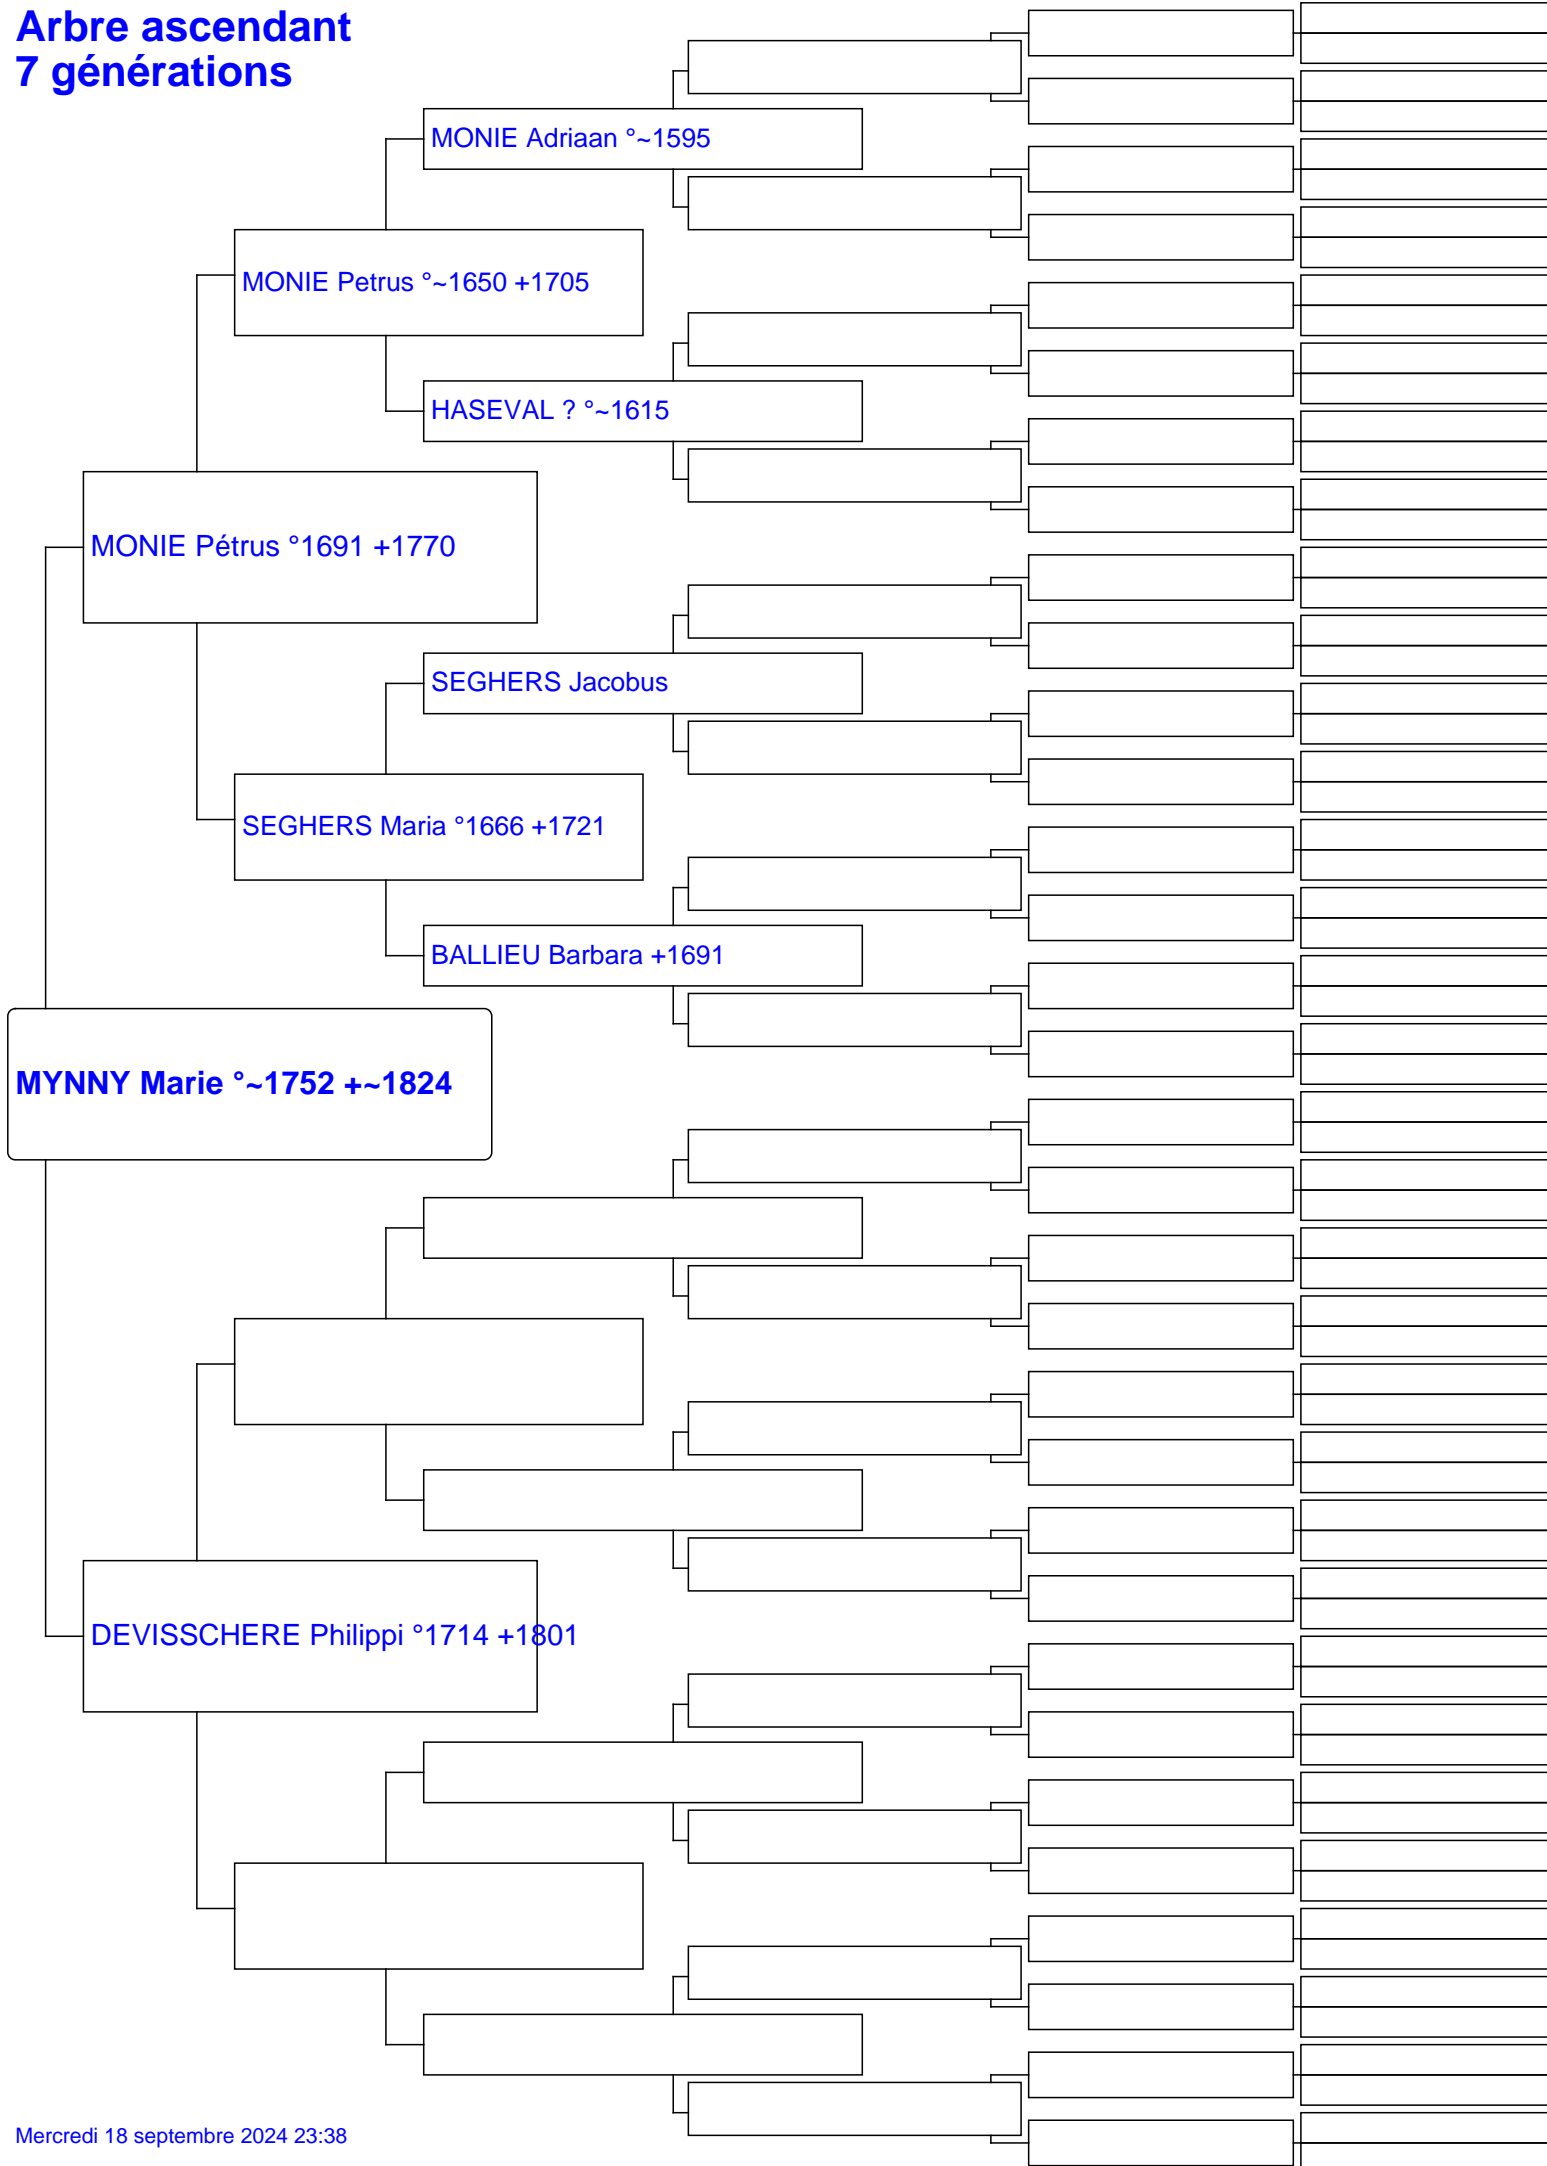 Arbre ascendant
7 générations
MONIE Adriaan °~1595
MONIE Petrus °~1650 +1705
HASEVAL ? °~1615
MONIE Pétrus °1691 +1770
SEGHERS Jacobus
SEGHERS Maria °1666 +1721
BALLIEU Barbara +1691
MYNNY Marie °~1752 +~1824
DEVISSCHERE Philippi °1714 +1801
Mercredi 18 septembre 2024 23:38